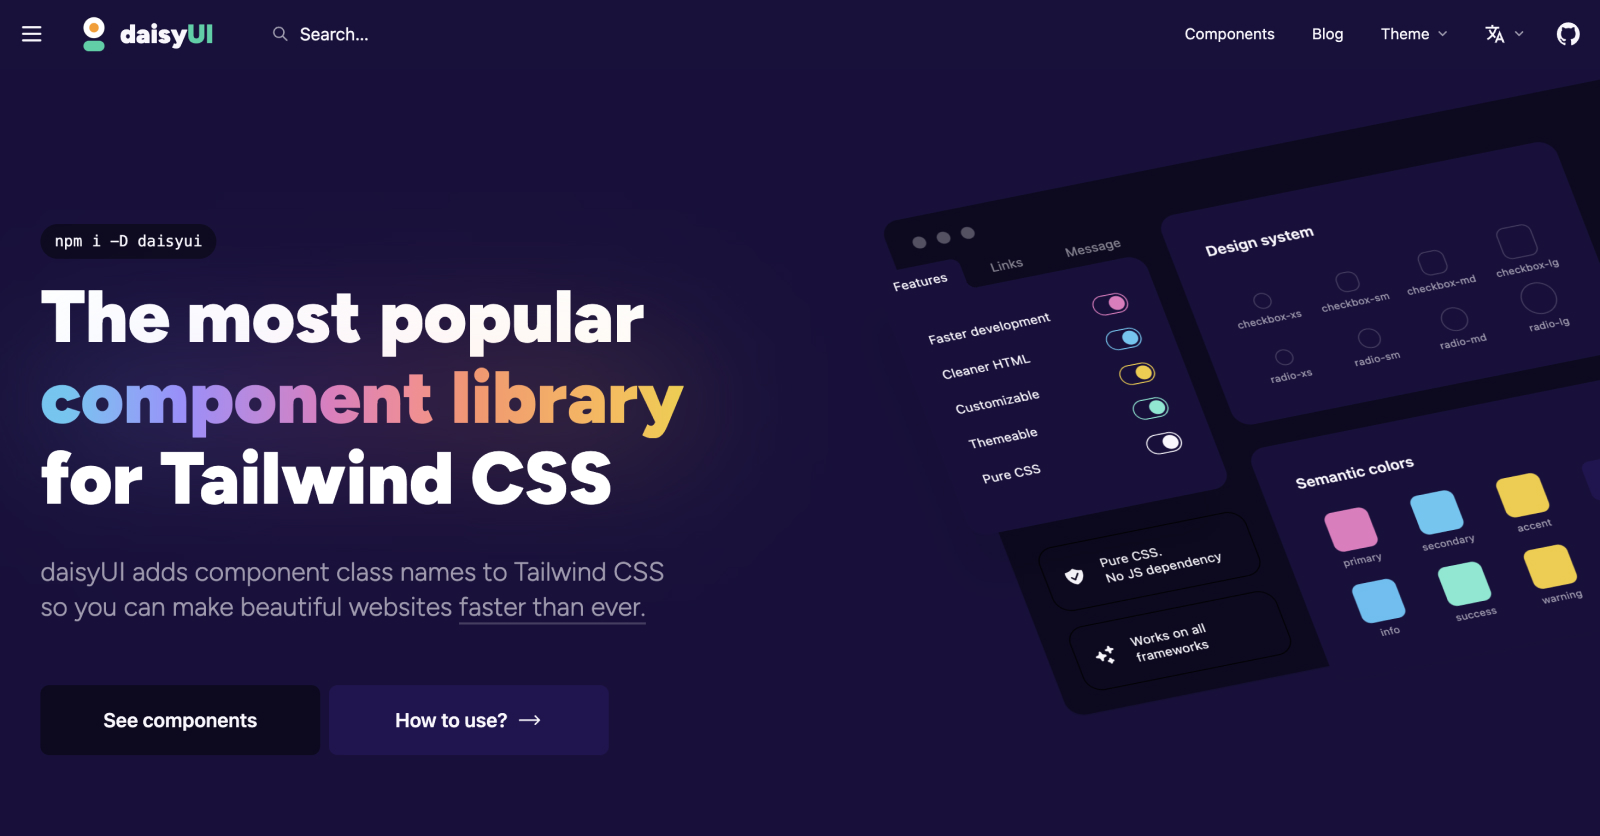 daisyUI
Search...
Components
Blog
Theme
npm i -D daisyui
The most popular
component library
for Tailwind CSS
daisyUI adds component class names to Tailwind CSS
so you can make beautiful websites faster than ever.
See components
How to use? →
Features
Links
Message
Faster development
Cleaner HTML
Customizable
Themeable
Pure CSS
Pure CSS.
No JS dependency
Works on all
frameworks
Design system
checkbox-xs
checkbox-sm
checkbox-md
checkbox-lg
radio-xs
radio-sm
radio-md
radio-lg
Semantic colors
primary
secondary
accent
info
success
warning